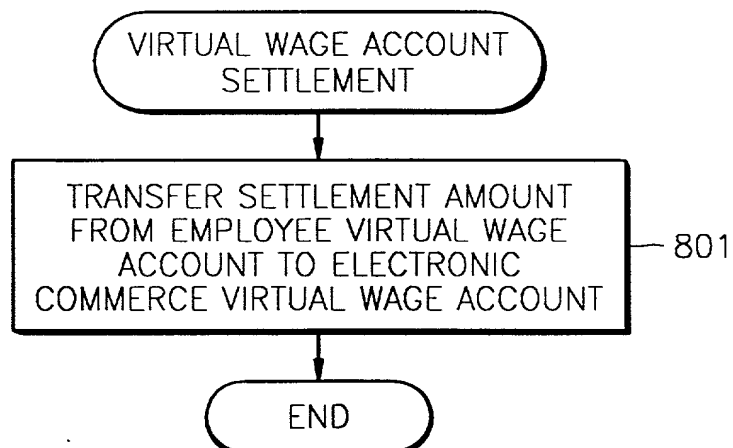 VIRTUAL WAGE ACCOUNT
SETTLEMENT
TRANSFER SETTLEMENT AMOUNT
FROM EMPLOYEE VIRTUAL WAGE
ACCOUNT TO ELECTRONIC
COMMERCE VIRTUAL WAGE ACCOUNT
801
END